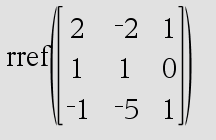 rref([2 ⁻2 1
1 1 0
⁻1 ⁻5 1])